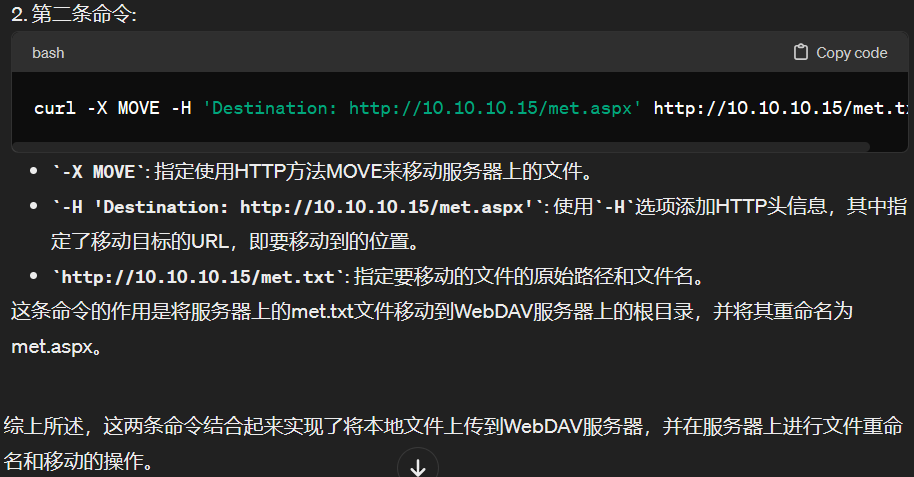 2. 第二条命令:
bash
Copy code
curl -X MOVE -H 'Destination: http://10.10.10.15/met.aspx' http://10.10.10.15/met.t
• `-X MOVE`: 指定使用HTTP方法MOVE来移动服务器上的文件。
• `-H 'Destination: http://10.10.10.15/met.aspx'`: 使用`-H`选项添加HTTP头信息，其中指
定了移动目标的URL，即要移动到的位置。
• `http://10.10.10.15/met.txt`: 指定要移动的文件的原始路径和文件名。
这条命令的作用是将服务器上的met.txt文件移动到WebDAV服务器上的根目录，并将其重命名为
met.aspx。
综上所述，这两条命令结合起来实现了将本地文件上传到WebDAV服务器，并在服务器上进行文件重命
名和移动的操作。